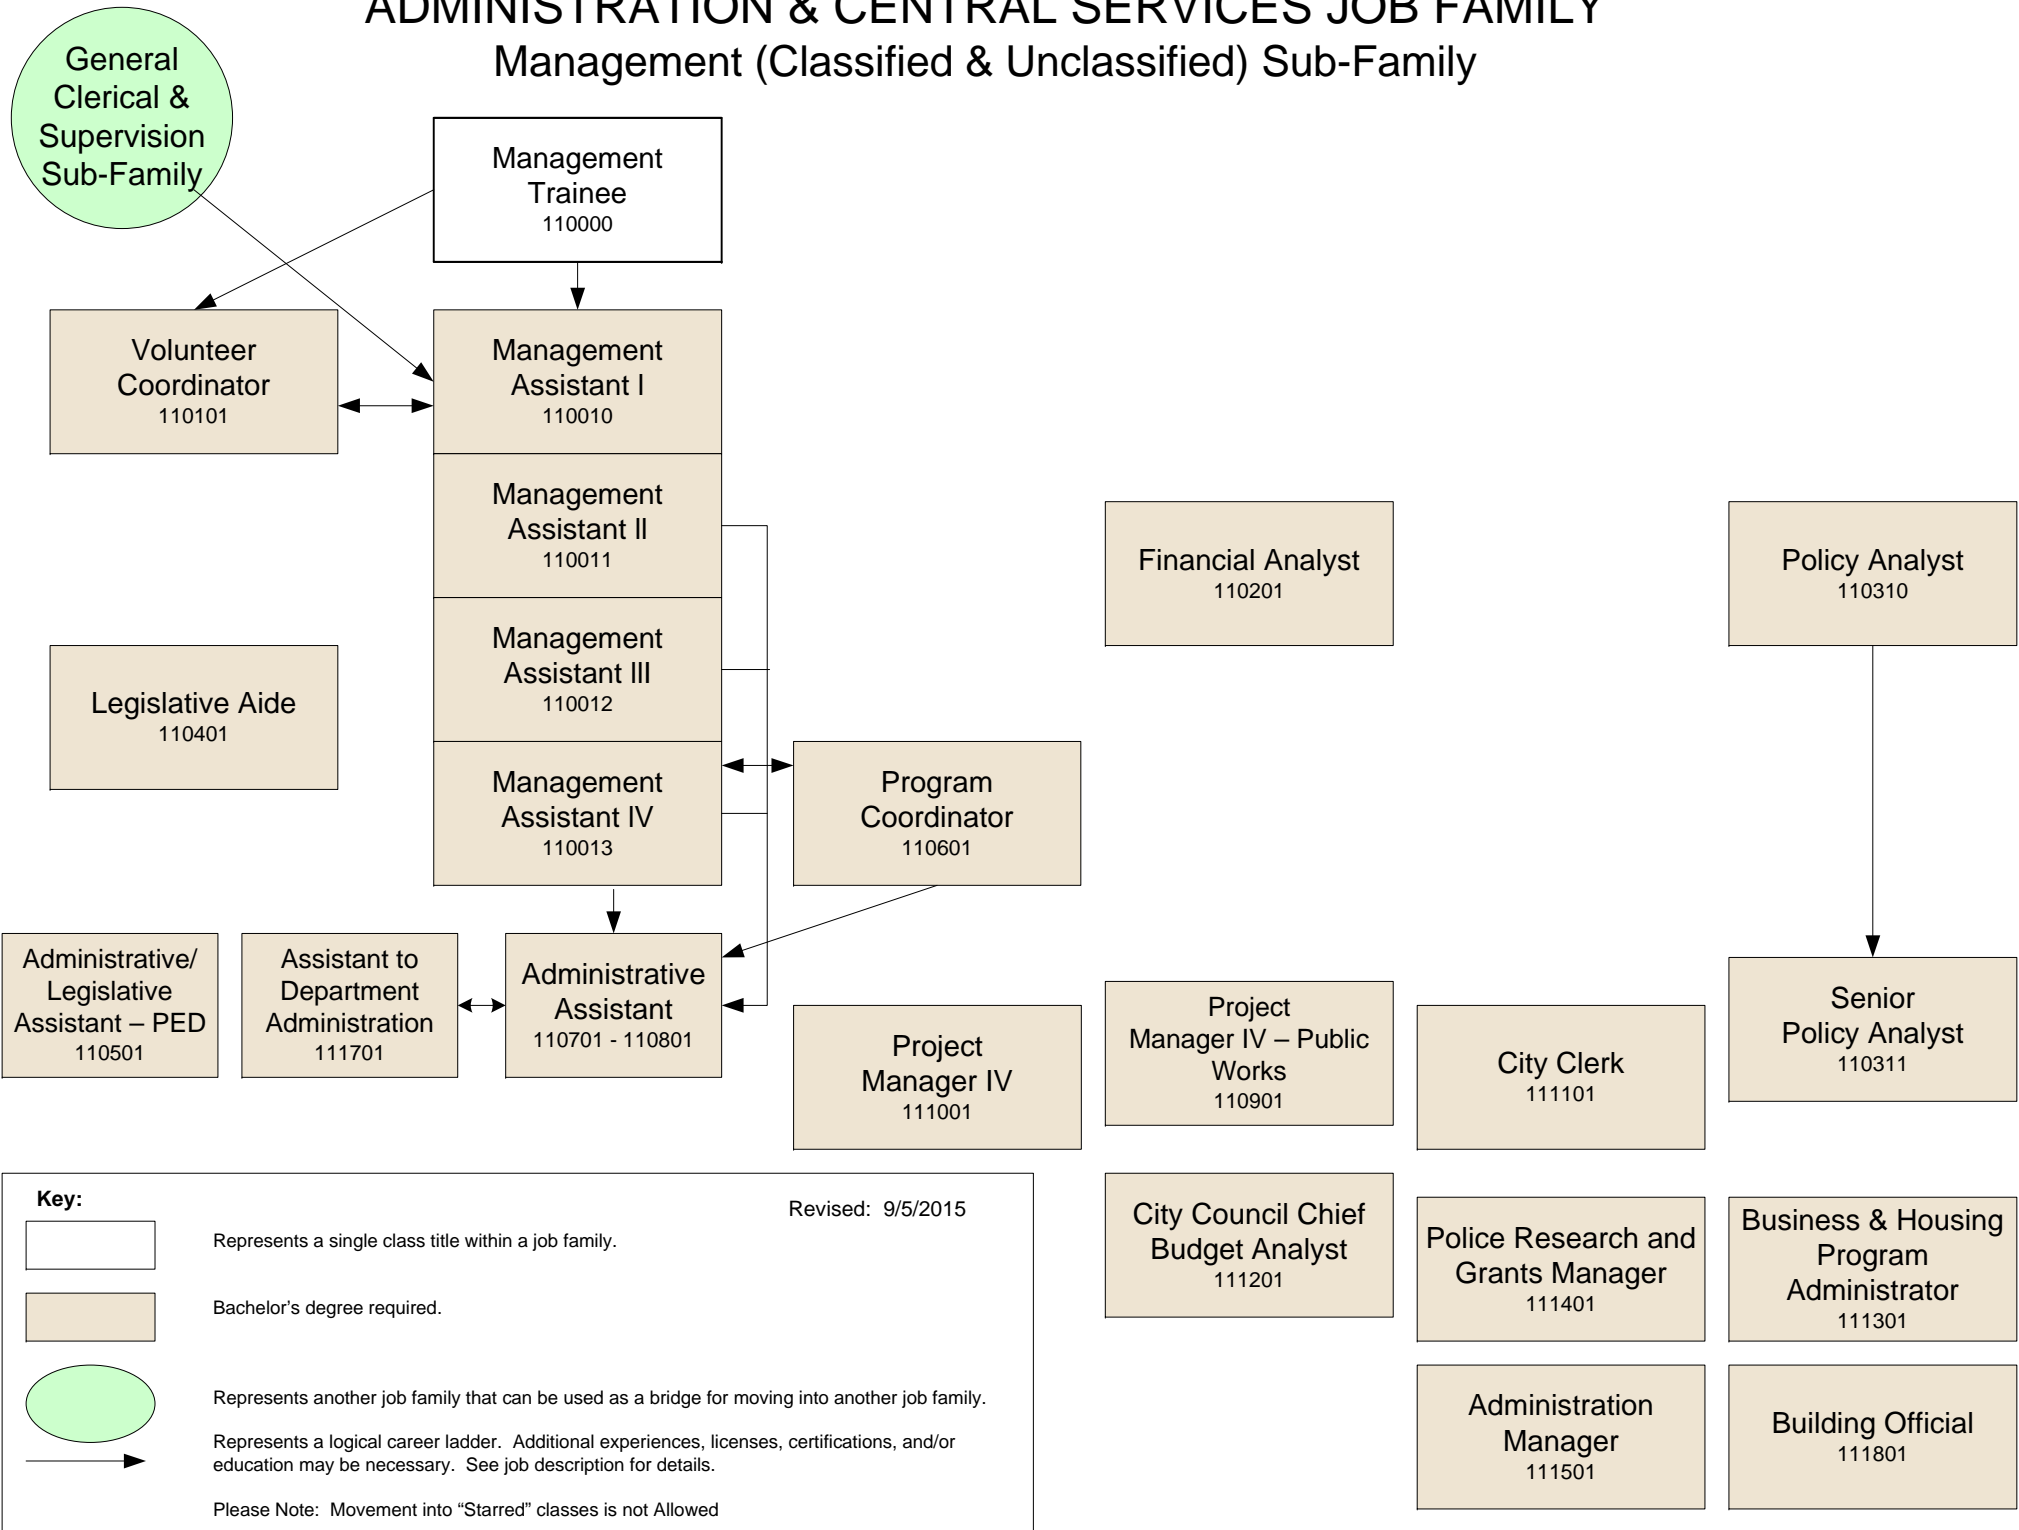 ADMINISTRATION & CENTRAL SERVICES JOB FAMILY
Management (Classified & Unclassified) Sub-Family
General
Clerical &
Supervision
Sub-Family
Management
Trainee
110000
Volunteer
Coordinator
110101
Management
Assistant I
110010
Management
Assistant II
110011
Financial Analyst
110201
Policy Analyst
110310
Management
Assistant III
110012
Legislative Aide
110401
Management
Assistant IV
110013
Program
Coordinator
110601
Administrative/
Legislative
Assistant – PED
110501
Assistant to
Department
Administration
111701
Administrative
Assistant
110701 - 110801
Project
Manager IV
111001
Project
Manager IV – Public
Works
110901
City Clerk
111101
Senior
Policy Analyst
110311
City Council Chief
Budget Analyst
111201
Police Research and
Grants Manager
111401
Business & Housing
Program
Administrator
111301
Administration
Manager
111501
Building Official
111801
Key:
Revised: 9/5/2015
Represents a single class title within a job family.
Bachelor’s degree required.
Represents another job family that can be used as a bridge for moving into another job family.
Represents a logical career ladder. Additional experiences, licenses, certifications, and/or
education may be necessary. See job description for details.
Please Note: Movement into “Starred” classes is not Allowed